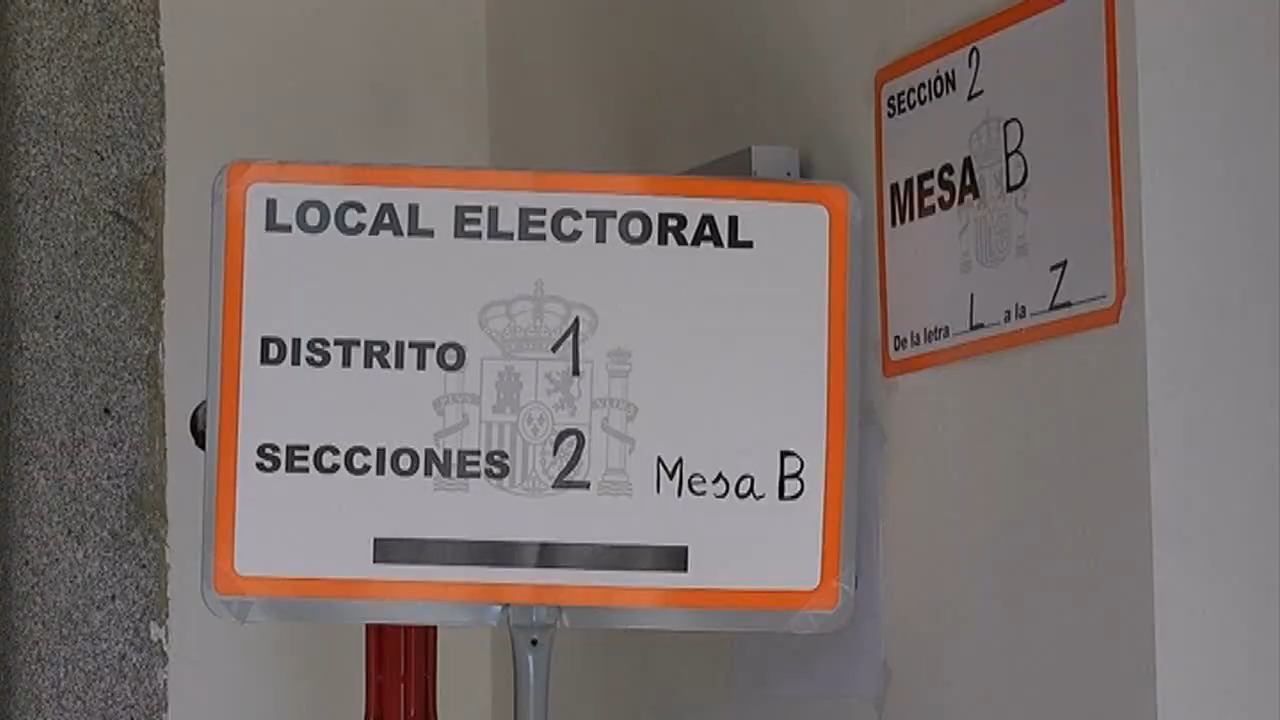 LOCAL ELECTORAL
DISTRITO 1
SECCIONES 2 Mesa B
SECCIÓN 2
MESA B
De la letra L a la Z